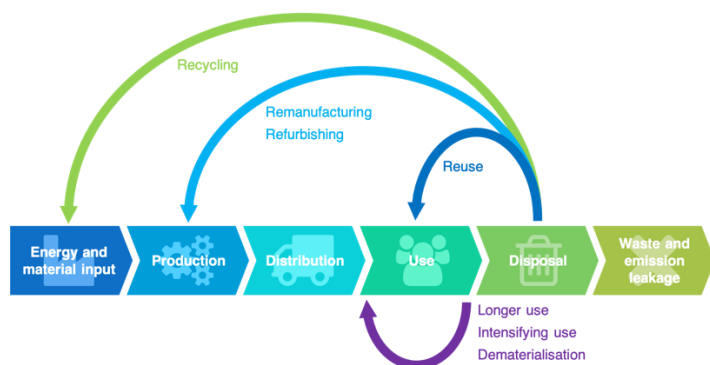 Recycling
Remanufacturing
Refurbishing
Reuse
Energy and
material input
Production
Distribution
Use
Disposal
Waste and
emission
leakage
Longer use
Intensifying use
Dematerialisation